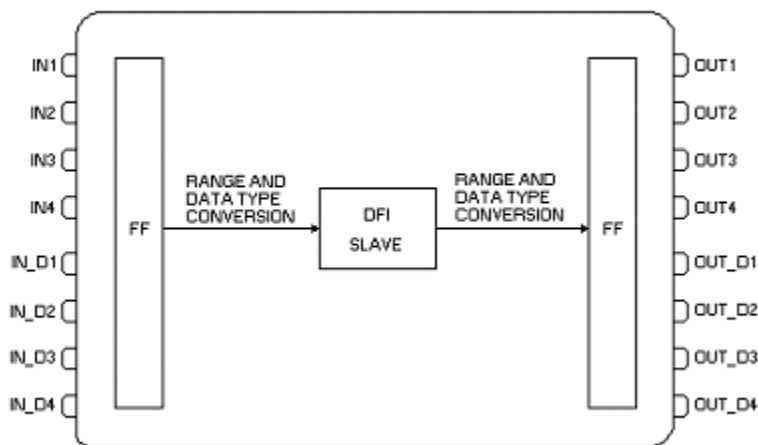 IN1
IN2
IN3
IN4
IN_D1
IN_D2
IN_D3
IN_D4
FF
RANGE AND
DATA TYPE
CONVERSION
DFI
SLAVE
RANGE AND
DATA TYPE
CONVERSION
FF
OUT1
OUT2
OUT3
OUT4
OUT_D1
OUT_D2
OUT_D3
OUT_D4